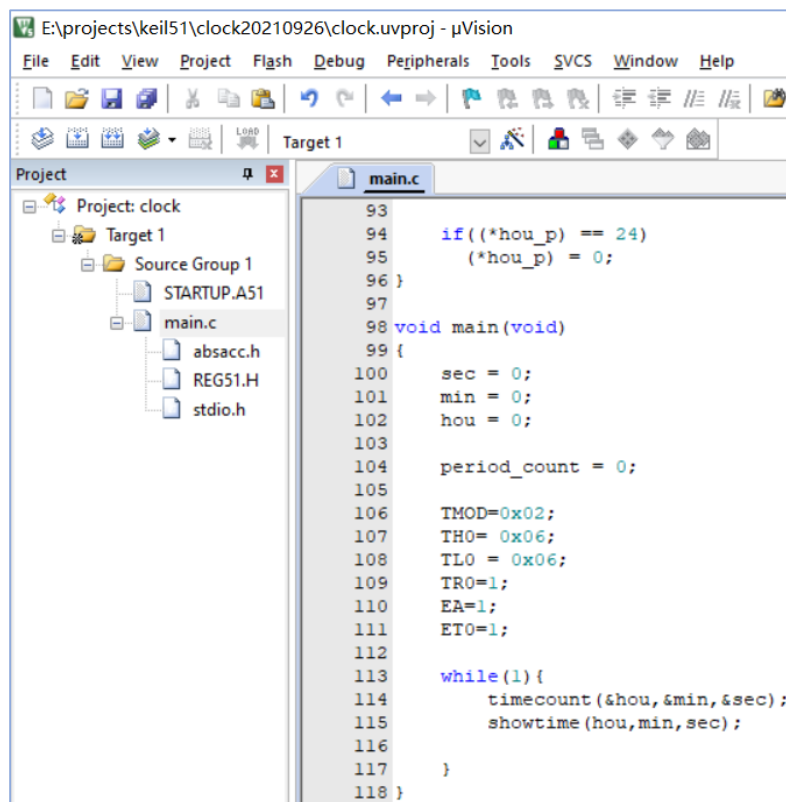 E:\projects\keil51\clock20210926\clock.uvproj - µVision
File Edit View Project Flash Debug Peripherals Tools SVCS Window Help
LOAD Target 1
Project
main.c
Project: clock
Target 1
Source Group 1
STARTUP.A51
main.c
absacc.h
REG51.H
stdio.h
93
94 if((*hou_p) == 24)
95 (*hou_p) = 0;
96 }
97
98 void main(void)
99 {
100 sec = 0;
101 min = 0;
102 hou = 0;
103
104 period_count = 0;
105
106 TMOD=0x02;
107 TH0= 0x06;
108 TL0 = 0x06;
109 TR0=1;
110 EA=1;
111 ET0=1;
112
113 while(1){
114 timecount(&hou,&min,&sec);
115 showtime(hou,min,sec);
116
117 }
118 }